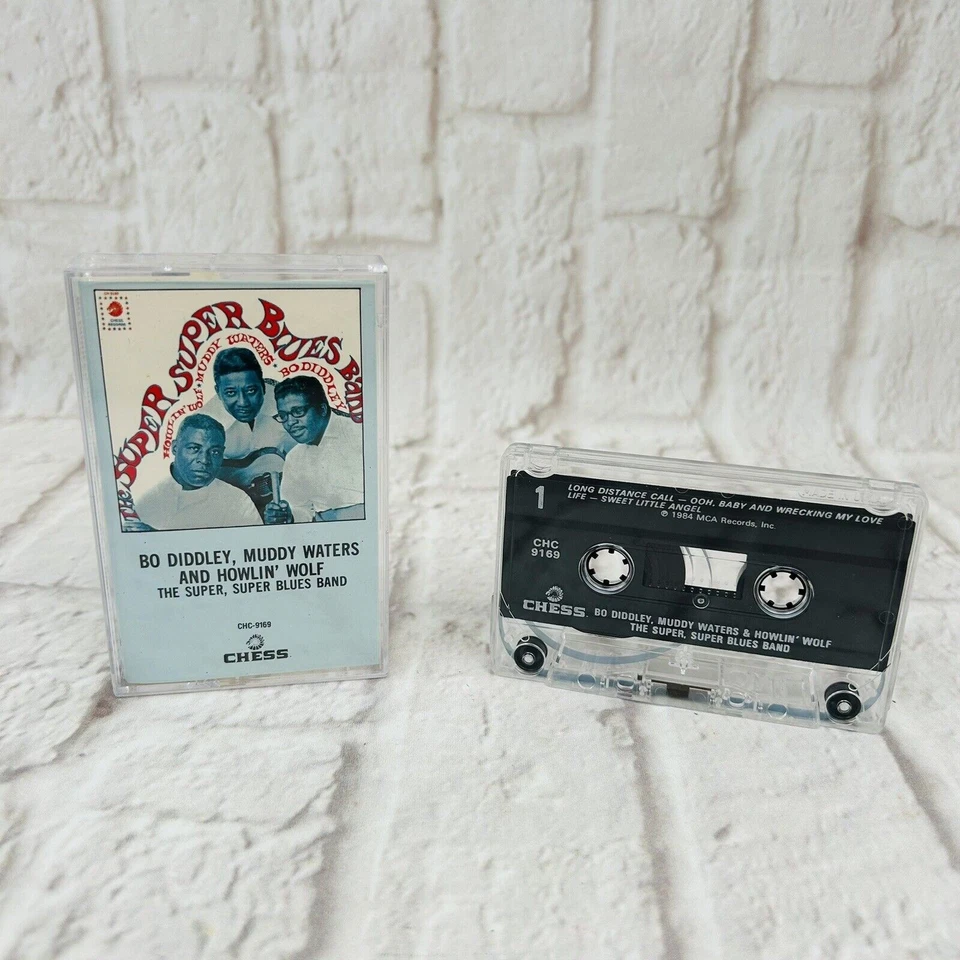 CHESS
THE SUPER SUPER BLUES BAND
HOWLIN' WOLF ★ MUDDY WATERS ★ BO DIDDLEY
BO DIDDLEY, MUDDY WATERS
AND HOWLIN' WOLF
THE SUPER, SUPER BLUES BAND
CHC-9169
CHESS
1
LONG DISTANCE CALL — OOH, BABY AND WRECKING MY LOVE
LIFE — SWEET LITTLE ANGEL
℗ 1984 MCA Records, Inc.
CHC
9169
CHESS
BO DIDDLEY, MUDDY WATERS & HOWLIN' WOLF
THE SUPER, SUPER BLUES BAND